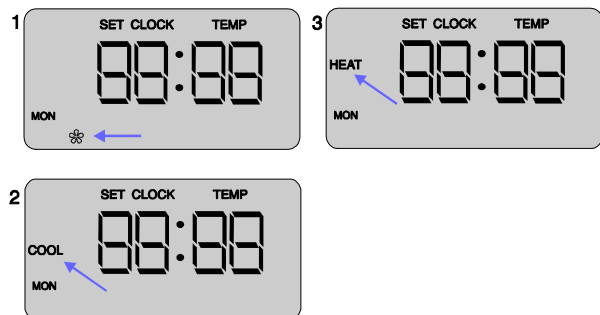 1
SET CLOCK TEMP
88:88
MON
2
SET CLOCK TEMP
88:88
COOL
MON
3
SET CLOCK TEMP
88:88
HEAT
MON